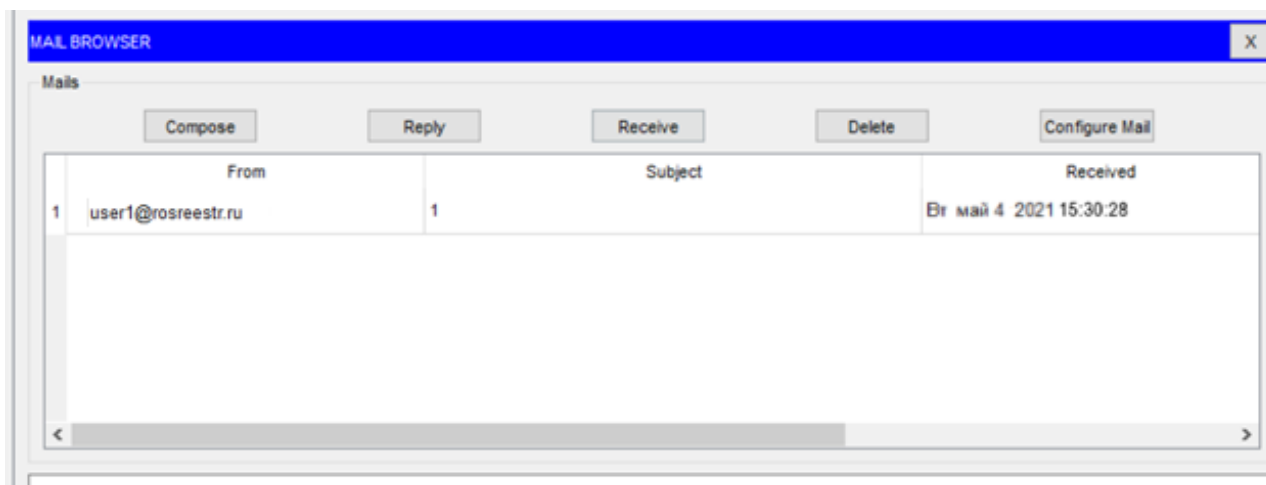 MAIL BROWSER X
Mails
Compose Reply Receive Delete Configure Mail
From Subject Received
1 user1@rosreestr.ru 1 Вт май 4 2021 15:30:28